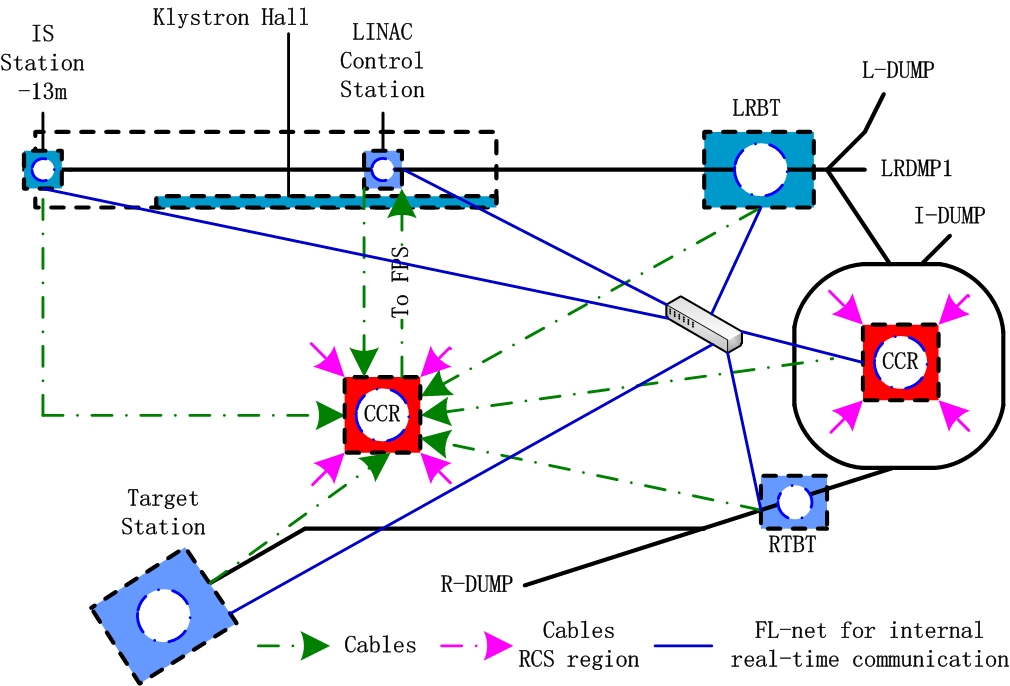 Klystron Hall
IS
Station
-13m
LINAC
Control
Station
LRBT
L-DUMP
LRDMP1
I-DUMP
To FPS
CCR
CCR
Target
Station
RTBT
R-DUMP
Cables
Cables
RCS region
FL-net for internal
real-time communication